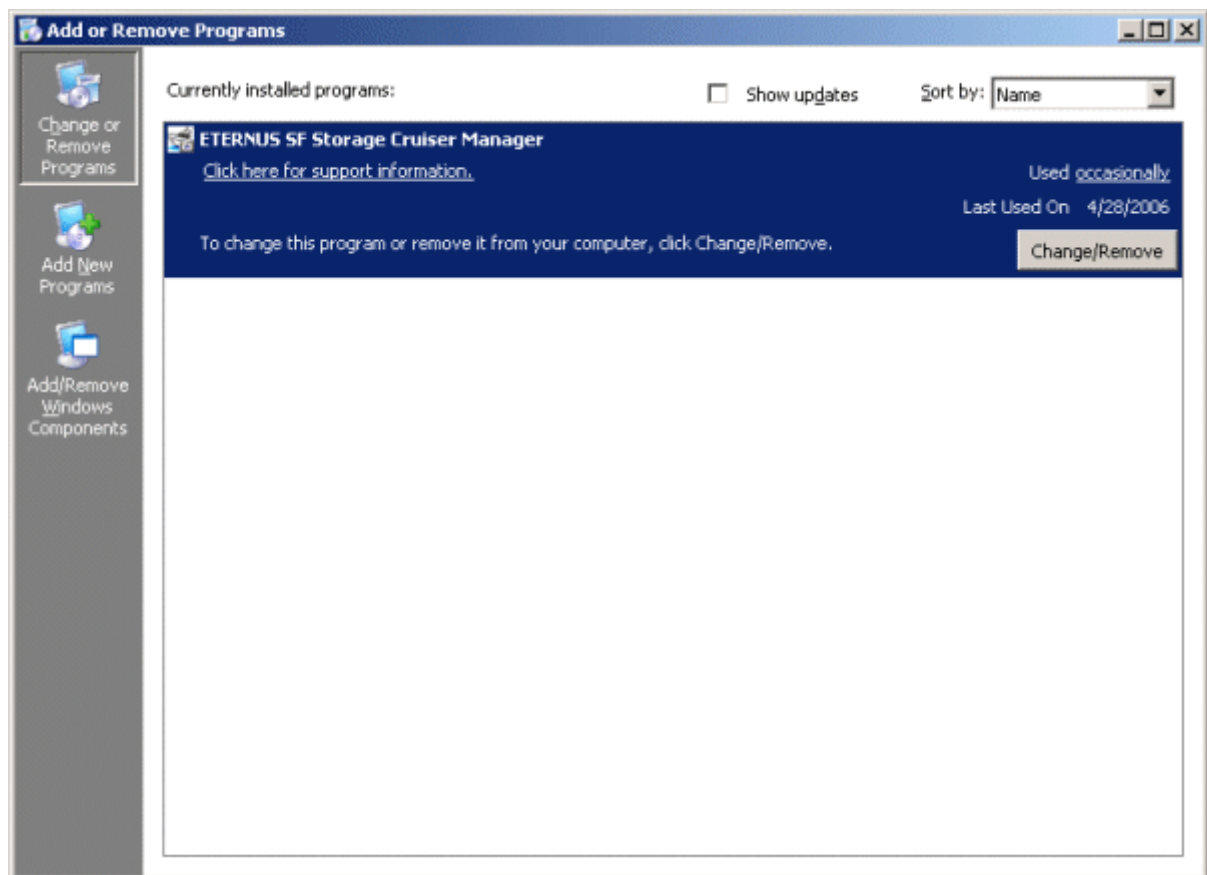 Add or Remove Programs
Change or
Remove
Programs
Add New
Programs
Add/Remove
Windows
Components
Currently installed programs:
Show updates
Sort by: Name
ETERNUS SF Storage Cruiser Manager
Click here for support information.
Used occasionally
Last Used On 4/28/2006
To change this program or remove it from your computer, click Change/Remove.
Change/Remove